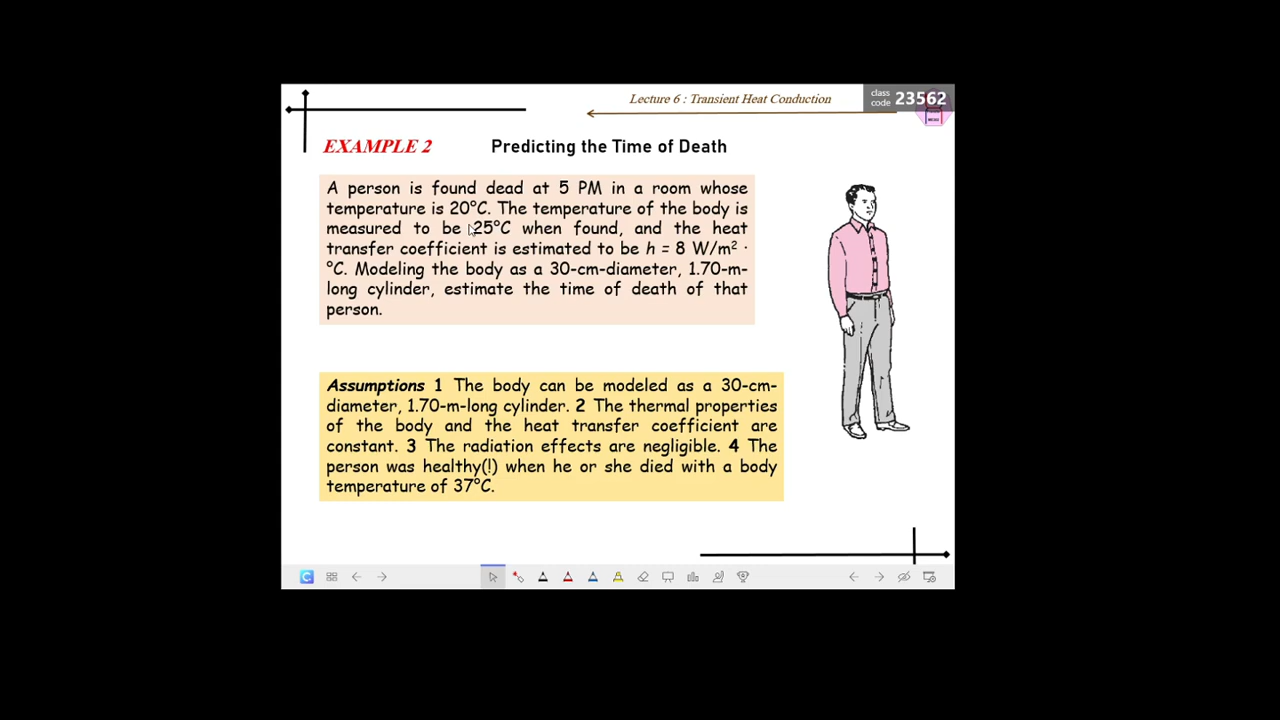 Lecture 6 : Transient Heat Conduction
class
code 23562
EXAMPLE 2 Predicting the Time of Death
A person is found dead at 5 PM in a room whose
temperature is 20°C. The temperature of the body is
measured to be 25°C when found, and the heat
transfer coefficient is estimated to be h = 8 W/m² ·
°C. Modeling the body as a 30-cm-diameter, 1.70-m-
long cylinder, estimate the time of death of that
person.
Assumptions 1 The body can be modeled as a 30-cm-
diameter, 1.70-m-long cylinder. 2 The thermal properties
of the body and the heat transfer coefficient are
constant. 3 The radiation effects are negligible. 4 The
person was healthy(!) when he or she died with a body
temperature of 37°C.